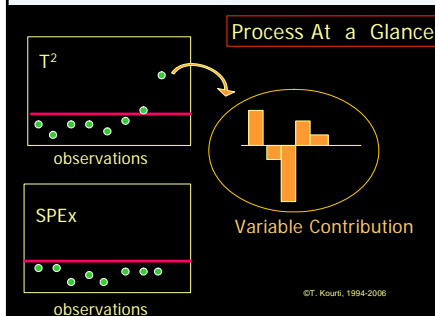 Process At a Glance
T²
observations
Variable Contribution
SPEx
©T. Kourti, 1994-2006
observations